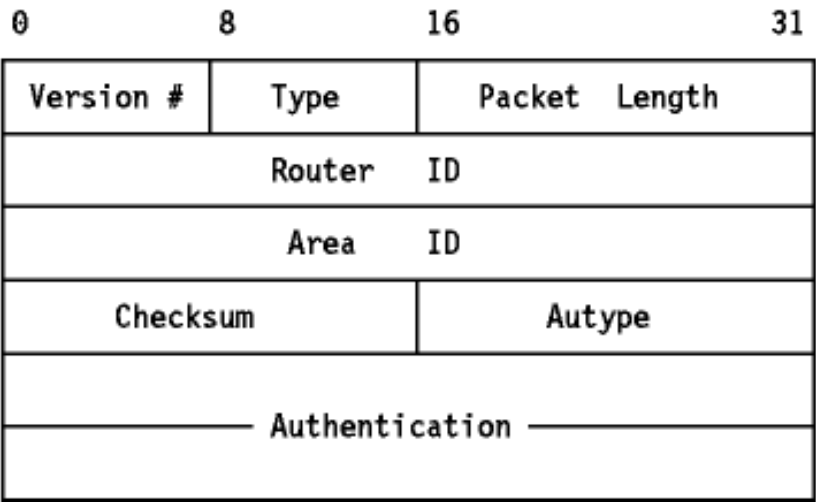 0 8 16 31
Version # Type Packet Length
Router ID
Area ID
Checksum Autype
Authentication